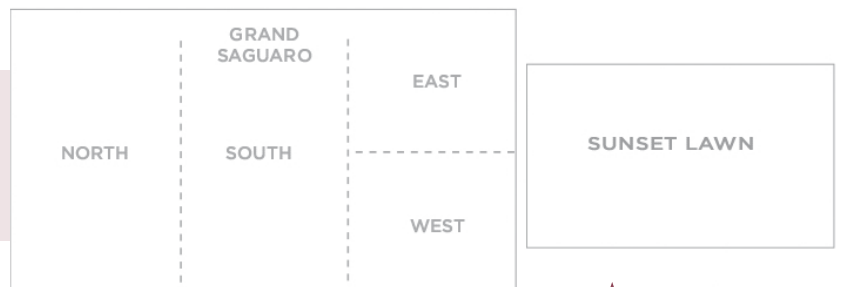 GRAND
SAGUARO
EAST
NORTH
SOUTH
SUNSET LAWN
WEST